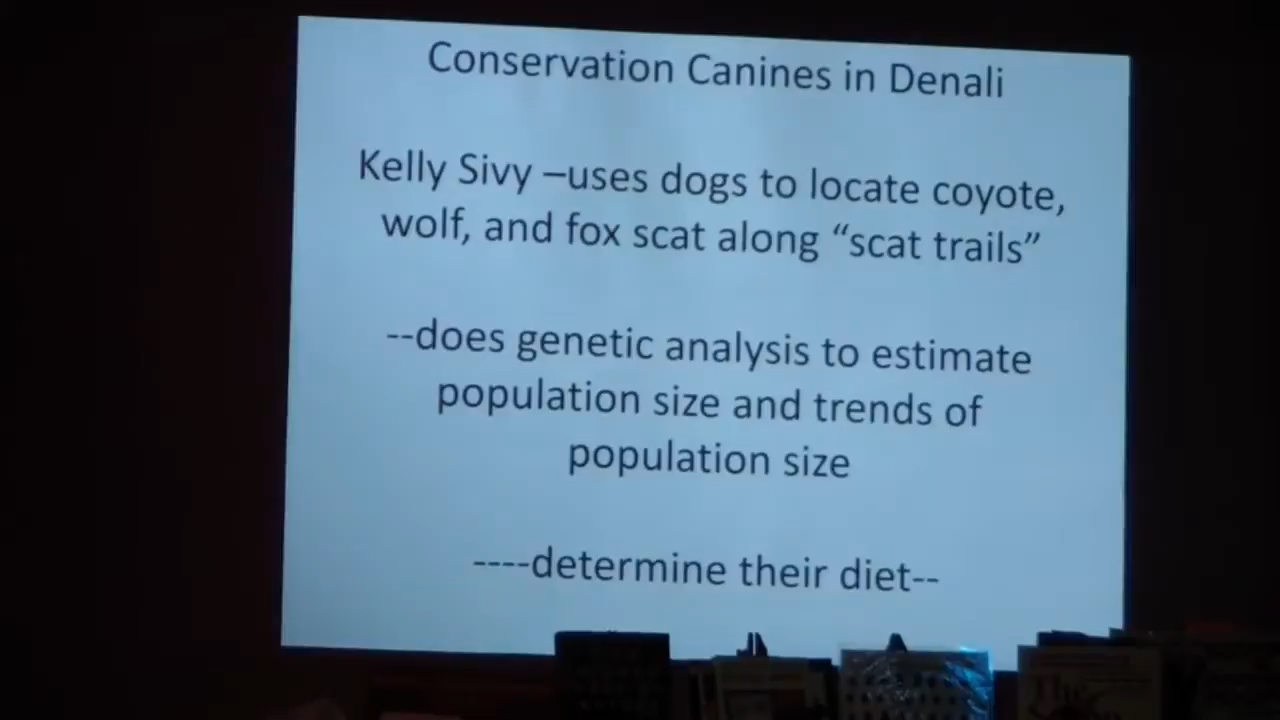 Conservation Canines in Denali
Kelly Sivy –uses dogs to locate coyote,
wolf, and fox scat along “scat trails”
--does genetic analysis to estimate
population size and trends of
population size
----determine their diet--